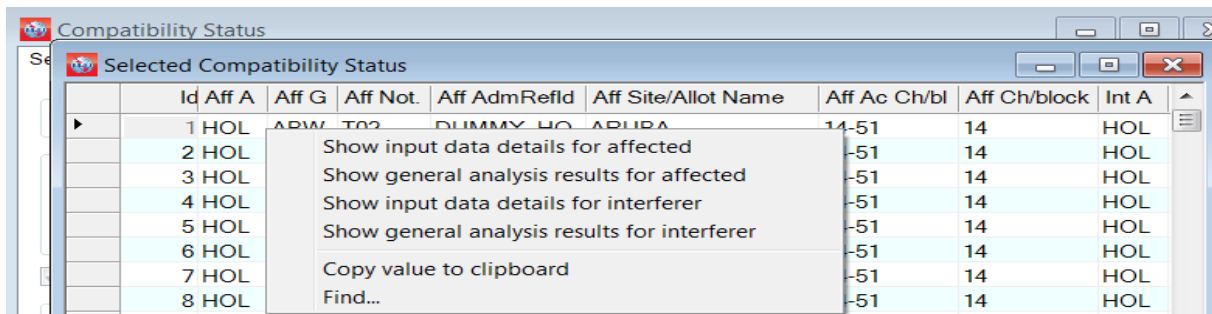 Compatibility Status
Se
Selected Compatibility Status
Id Aff A Aff G Aff Not. Aff AdmRefId Aff Site/Allot Name Aff Ac Ch/bl Aff Ch/block Int A
1 HOL ABW T02 DUMMY_HO ARUBA 14-51 14 HOL
2 HOL Show input data details for affected -51 14 HOL
3 HOL Show general analysis results for affected -51 14 HOL
4 HOL Show input data details for interferer -51 14 HOL
5 HOL Show general analysis results for interferer -51 14 HOL
6 HOL -51 14 HOL
7 HOL Copy value to clipboard -51 14 HOL
8 HOL Find... -51 14 HOL